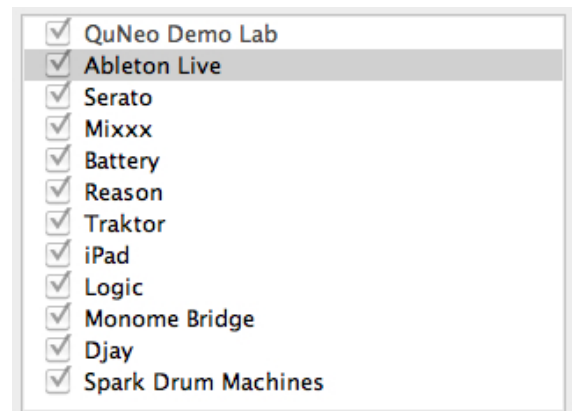 QuNeo Demo Lab
Ableton Live
Serato
Mixxx
Battery
Reason
Traktor
iPad
Logic
Monome Bridge
Djay
Spark Drum Machines